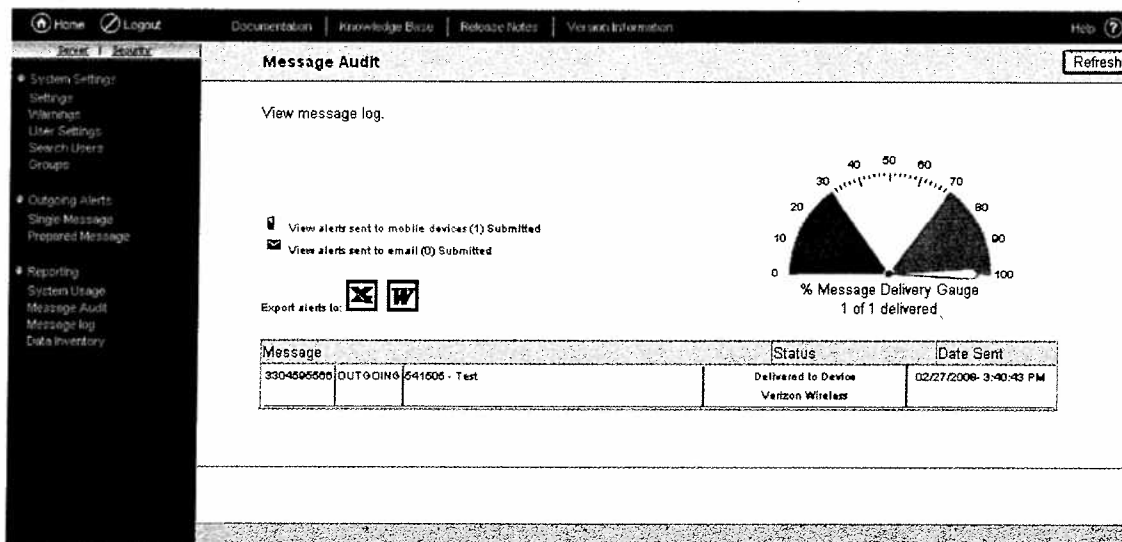 Home Logout Documentation Knowledge Base Release Notes Version Information Help ?
Server | Security
Message Audit Refresh
System Settings
Settings
Warnings
User Settings
Search Users
Groups
Outgoing Alerts
Single Message
Prepared Message
Reporting
System Usage
Message Audit
Message log
Data Inventory
View message log.
View alerts sent to mobile devices (1) Submitted
View alerts sent to email (0) Submitted
Export alerts to: X W
0 10 20 30 40 50 60 70 80 90 100
% Message Delivery Gauge
1 of 1 delivered
Message Status Date Sent
OUTGOING 541505 - Test Delivered to Device 02/27/2008- 3:40:43 PM
Verizon Wireless